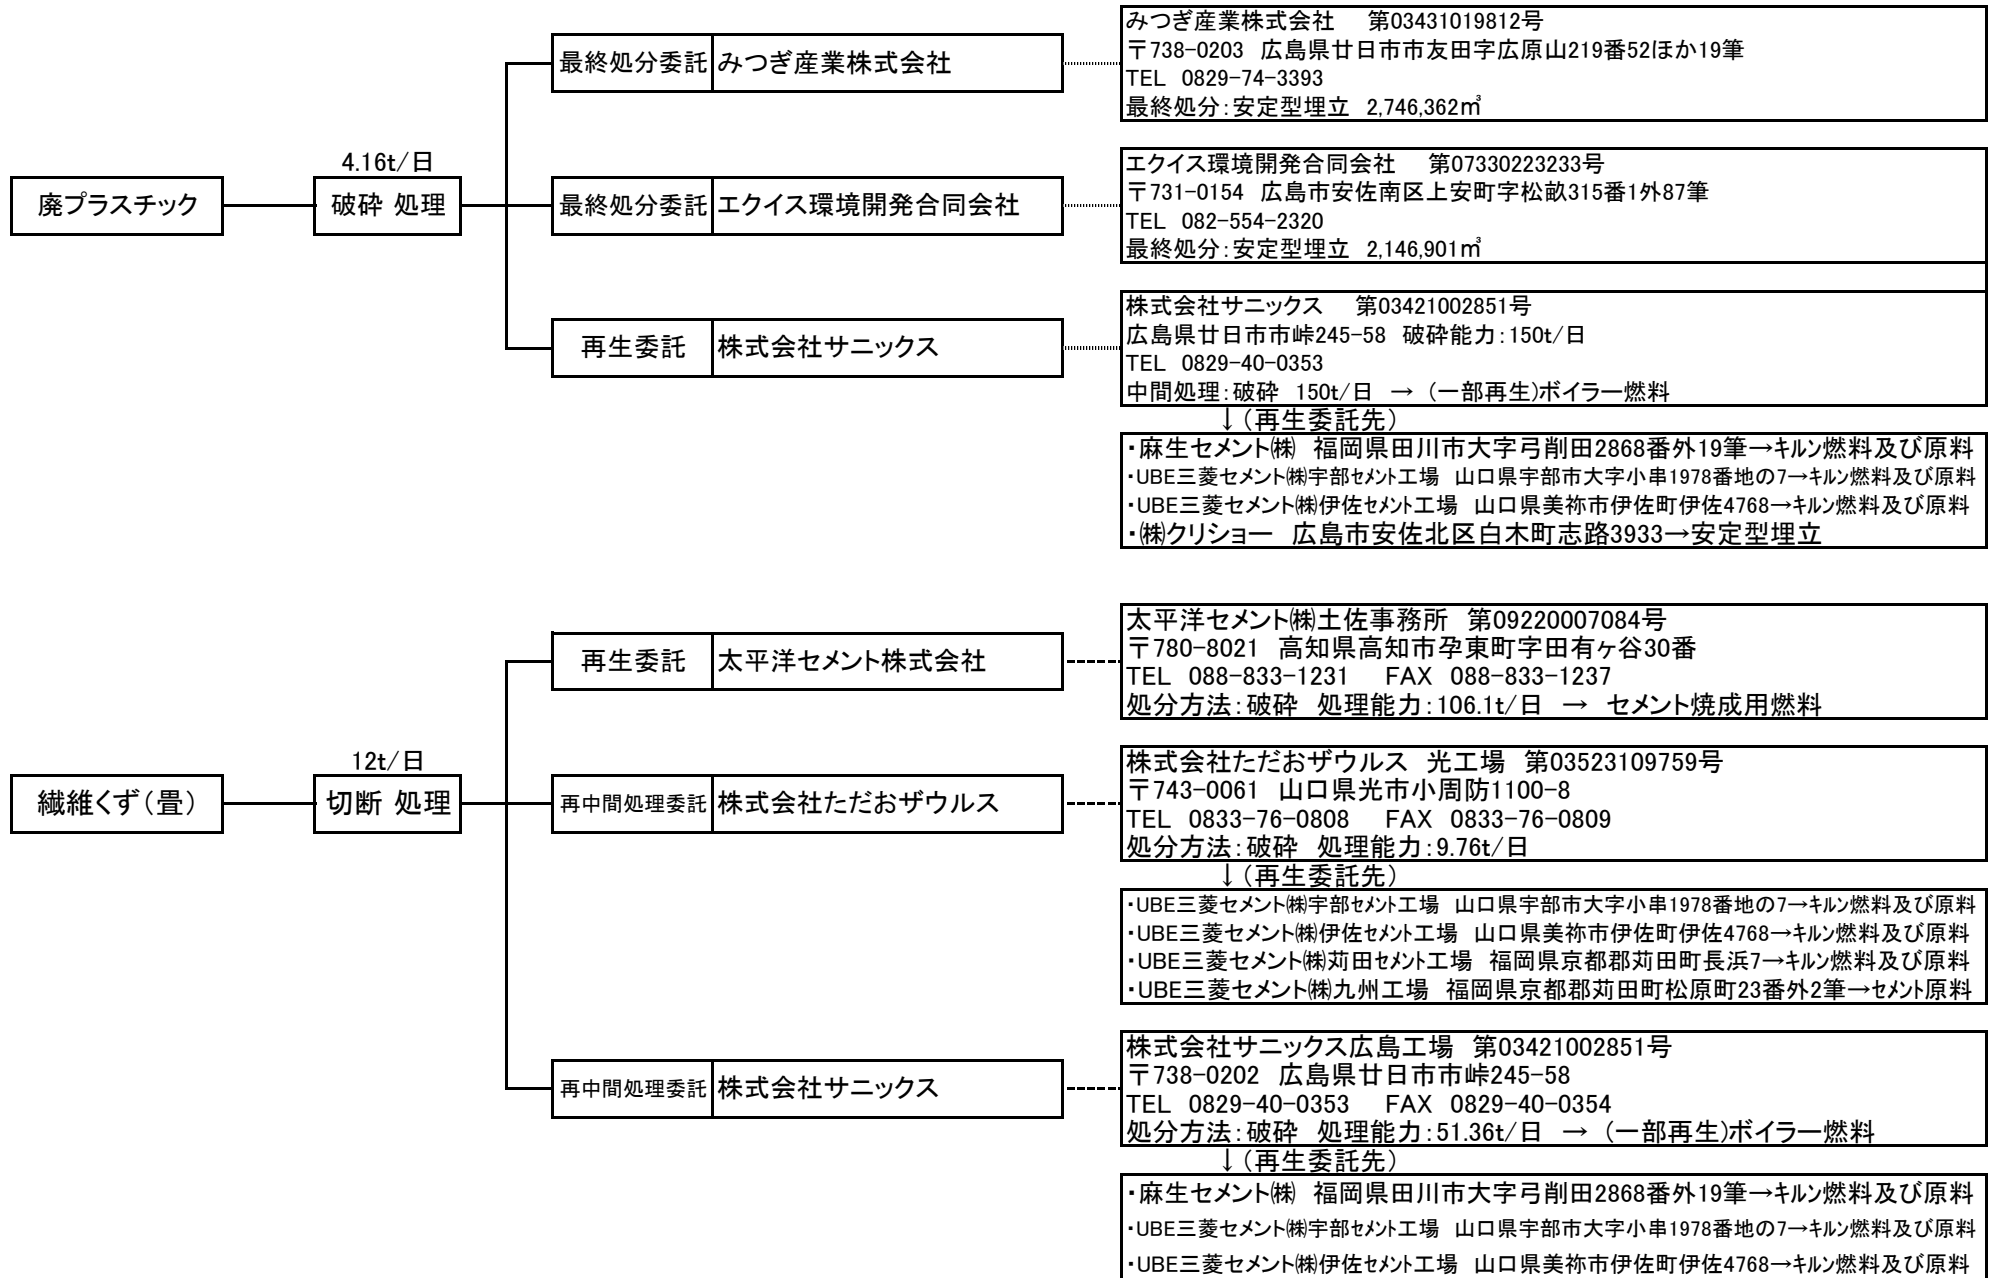 廃プラスチック
4.16t/日
破砕 処理
最終処分委託 みつぎ産業株式会社
みつぎ産業株式会社　第03431019812号
〒738-0203　広島県廿日市市友田字広原山219番52ほか19筆
TEL　0829-74-3393
最終処分:安定型埋立　2,746,362㎥
最終処分委託 エクイス環境開発合同会社
エクイス環境開発合同会社　第07330223233号
〒731-0154　広島市安佐南区上安町字松畝315番1外87筆
TEL　082-554-2320
最終処分:安定型埋立　2,146,901㎥
再生委託 株式会社サニックス
株式会社サニックス　第03421002851号
広島県廿日市市峠245-58　破砕能力:150t/日
TEL　0829-40-0353
中間処理:破砕　150t/日　→　(一部再生)ボイラー燃料
↓(再生委託先)
・麻生セメント㈱　福岡県田川市大字弓削田2868番外19筆→ｷﾙﾝ燃料及び原料
・UBE三菱セメント㈱宇部ｾﾒﾝﾄ工場　山口県宇部市大字小串1978番地の7→ｷﾙﾝ燃料及び原料
・UBE三菱セメント㈱伊佐ｾﾒﾝﾄ工場　山口県美祢市伊佐町伊佐4768→ｷﾙﾝ燃料及び原料
・㈱クリショー　広島市安佐北区白木町志路3933→安定型埋立
繊維くず(畳)
12t/日
切断 処理
再生委託 太平洋セメント株式会社
太平洋セメント㈱土佐事務所　第09220007084号
〒780-8021　高知県高知市孕東町字田有ヶ谷30番
TEL　088-833-1231　FAX　088-833-1237
処分方法:破砕　処理能力:106.1t/日　→　セメント焼成用燃料
再中間処理委託 株式会社ただおザウルス
株式会社ただおザウルス　光工場　第03523109759号
〒743-0061　山口県光市小周防1100-8
TEL　0833-76-0808　FAX　0833-76-0809
処分方法:破砕　処理能力:9.76t/日
↓(再生委託先)
・UBE三菱セメント㈱宇部ｾﾒﾝﾄ工場　山口県宇部市大字小串1978番地の7→ｷﾙﾝ燃料及び原料
・UBE三菱セメント㈱伊佐ｾﾒﾝﾄ工場　山口県美祢市伊佐町伊佐4768→ｷﾙﾝ燃料及び原料
・UBE三菱セメント㈱苅田ｾﾒﾝﾄ工場　福岡県京都郡苅田町長浜7→ｷﾙﾝ燃料及び原料
・UBE三菱セメント㈱九州工場　福岡県京都郡苅田町松原町23番外2筆→ｾﾒﾝﾄ原料
再中間処理委託 株式会社サニックス
株式会社サニックス広島工場　第03421002851号
〒738-0202　広島県廿日市市峠245-58
TEL　0829-40-0353　FAX　0829-40-0354
処分方法:破砕　処理能力:51.36t/日　→　(一部再生)ボイラー燃料
↓(再生委託先)
・麻生セメント㈱　福岡県田川市大字弓削田2868番外19筆→ｷﾙﾝ燃料及び原料
・UBE三菱セメント㈱宇部ｾﾒﾝﾄ工場　山口県宇部市大字小串1978番地の7→ｷﾙﾝ燃料及び原料
・UBE三菱セメント㈱伊佐ｾﾒﾝﾄ工場　山口県美祢市伊佐町伊佐4768→ｷﾙﾝ燃料及び原料